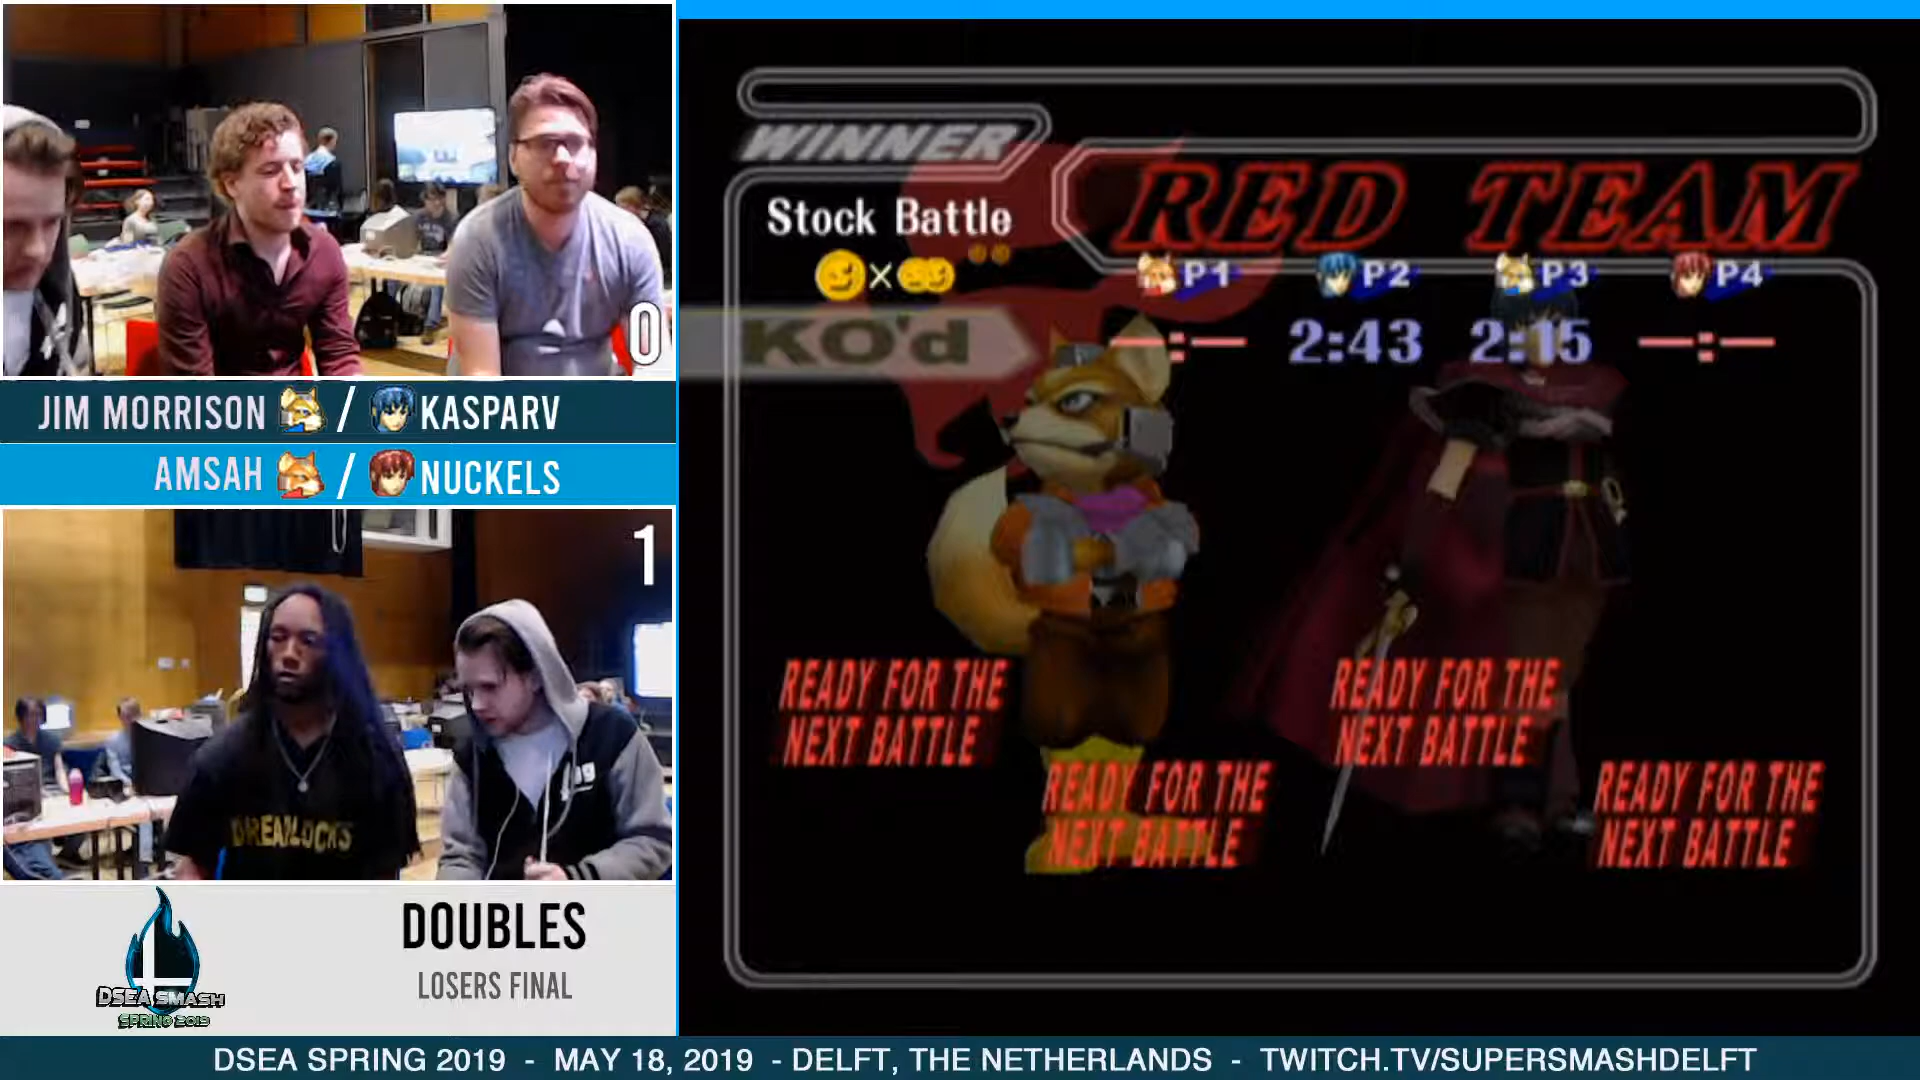 0
JIM MORRISON / KASPARV
AMSAH / NUCKELS
1
DREADLOCKS
DSEA SMASH
SPRING 2019
DOUBLES
LOSERS FINAL
WINNER
RED TEAM
Stock Battle
×
P1 P2 P3 P4
KO'd
-:- 2:43 2:15 -:-
READY FOR THE
NEXT BATTLE
READY FOR THE
NEXT BATTLE
READY FOR THE
NEXT BATTLE
READY FOR THE
NEXT BATTLE
DSEA SPRING 2019 - MAY 18, 2019 - DELFT, THE NETHERLANDS - TWITCH.TV/SUPERSMASHDELFT